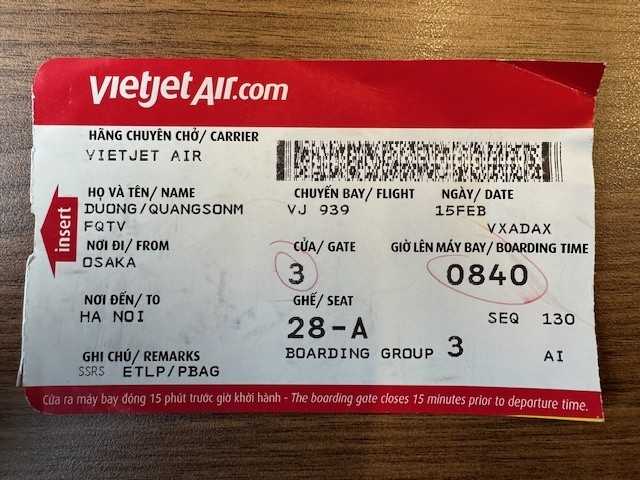 vietjetAir.com
HÃNG CHUYÊN CHỞ/ CARRIER
VIETJET AIR
HỌ VÀ TÊN/ NAME CHUYẾN BAY/ FLIGHT NGÀY/ DATE
DUONG/QUANGSONM VJ 939 15FEB
FQTV VXADAX
NƠI ĐI/ FROM CỬA/ GATE GIỜ LÊN MÁY BAY/ BOARDING TIME
OSAKA 3 0840
NƠI ĐẾN/ TO GHẾ/ SEAT
HA NOI 28-A SEQ 130
GHI CHÚ/ REMARKS BOARDING GROUP 3 AI
SSRS ETLP/PBAG
insert
Cửa ra máy bay đóng 15 phút trước giờ khởi hành - The boarding gate closes 15 minutes prior to departure time.